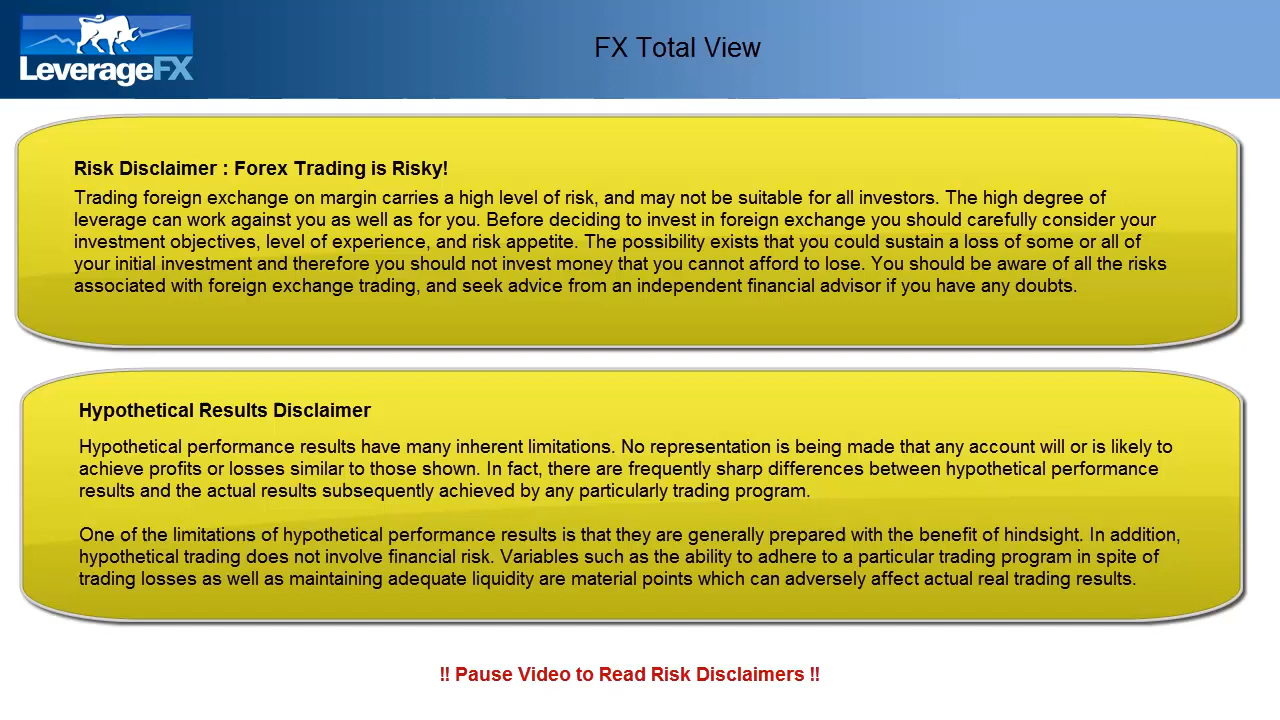 LeverageFX
FX Total View
Risk Disclaimer : Forex Trading is Risky!
Trading foreign exchange on margin carries a high level of risk, and may not be suitable for all investors. The high degree of
leverage can work against you as well as for you. Before deciding to invest in foreign exchange you should carefully consider your
investment objectives, level of experience, and risk appetite. The possibility exists that you could sustain a loss of some or all of
your initial investment and therefore you should not invest money that you cannot afford to lose. You should be aware of all the risks
associated with foreign exchange trading, and seek advice from an independent financial advisor if you have any doubts.
Hypothetical Results Disclaimer
Hypothetical performance results have many inherent limitations. No representation is being made that any account will or is likely to
achieve profits or losses similar to those shown. In fact, there are frequently sharp differences between hypothetical performance
results and the actual results subsequently achieved by any particularly trading program.
One of the limitations of hypothetical performance results is that they are generally prepared with the benefit of hindsight. In addition,
hypothetical trading does not involve financial risk. Variables such as the ability to adhere to a particular trading program in spite of
trading losses as well as maintaining adequate liquidity are material points which can adversely affect actual real trading results.
!! Pause Video to Read Risk Disclaimers !!